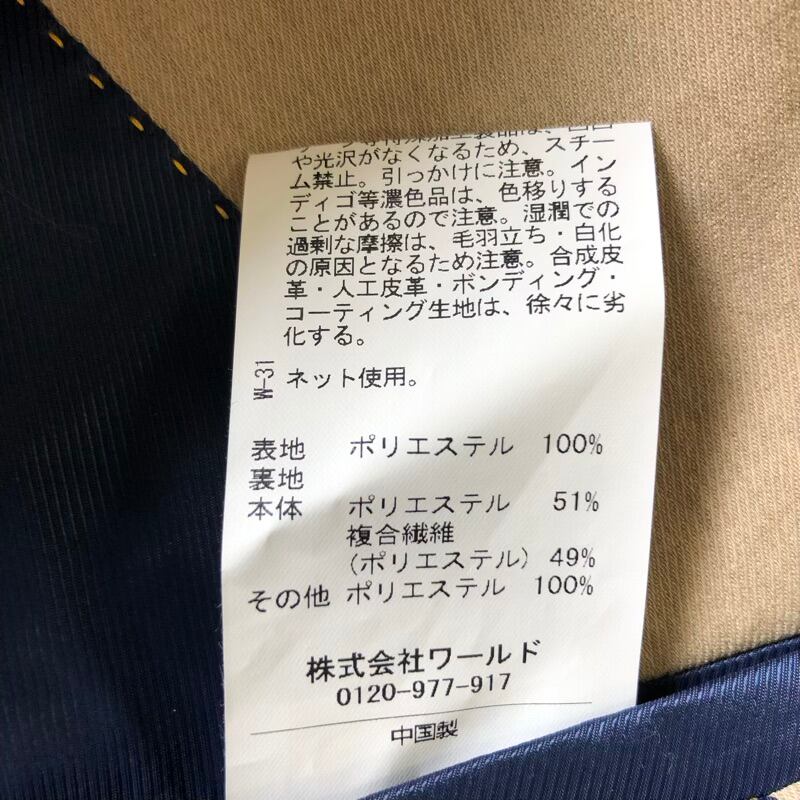 や光沢がなくなるため、スチー
ム禁止。引っかけに注意。イン
ディゴ等濃色品は、色移りする
ことがあるので注意。湿潤での
過剰な摩擦は、毛羽立ち・白化
の原因となるため注意。合成皮
革・人工皮革・ボンディング・
コーティング生地は、徐々に劣
化する。
W-31 ネット使用。
表地 ポリエステル 100%
裏地
本体 ポリエステル 51%
複合繊維
(ポリエステル) 49%
その他 ポリエステル 100%
株式会社ワールド
0120-977-917
中国製